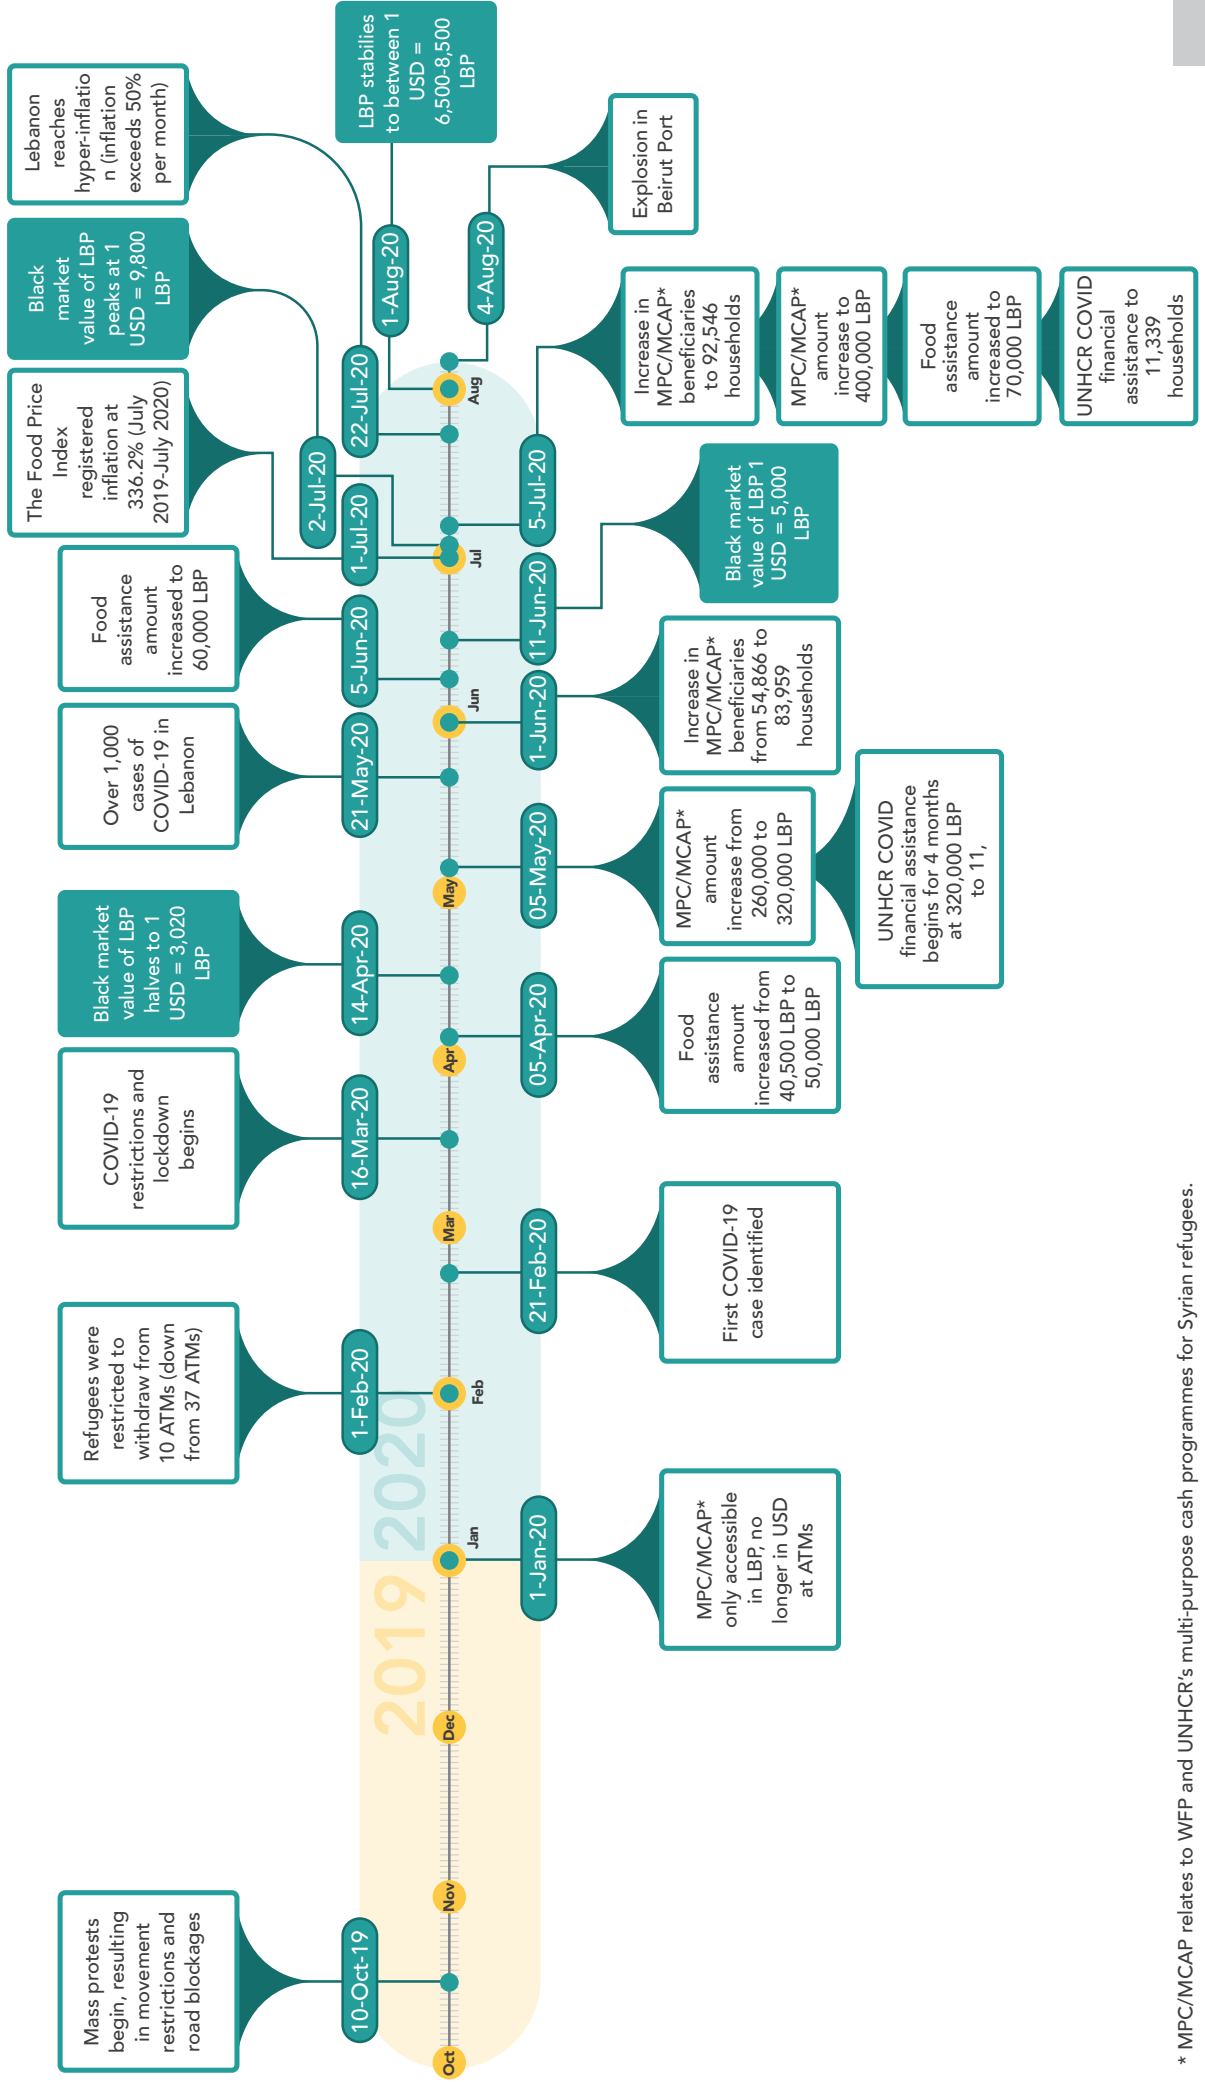 Mass protests
begin, resulting
in movement
restrictions and
road blockages
10-Oct-19
Refugees were
restricted to
withdraw from
10 ATMs (down
from 37 ATMs)
1-Feb-20
COVID-19
restrictions and
lockdown
begins
16-Mar-20
Black market
value of LBP
halves to 1
USD = 3,020
LBP
14-Apr-20
Over 1,000
cases of
COVID-19 in
Lebanon
21-May-20
Food
assistance
amount
increased to
60,000 LBP
5-Jun-20
The Food Price
Index
registered
inflation at
336.2% (July
2019-July 2020)
1-Jul-20
Black
market
value of LBP
peaks at 1
USD = 9,800
LBP
2-Jul-20
Lebanon
reaches
hyper-inflatio
n (inflation
exceeds 50%
per month)
22-Jul-20
LBP stabilies
to between 1
USD =
6,500-8,500
LBP
1-Aug-20
2019
2020
Oct
Nov
Dec
Jan
Feb
Mar
Apr
May
Jun
Jul
Aug
1-Jan-20
MPC/MCAP*
only accessible
in LBP, no
longer in USD
at ATMs
21-Feb-20
First COVID-19
case identified
05-Apr-20
Food
assistance
amount
increased from
40,500 LBP to
50,000 LBP
05-May-20
MPC/MCAP*
amount
increase from
260,000 to
320,000 LBP
UNHCR COVID
financial assistance
begins for 4 months
at 320,000 LBP
to 11,
1-Jun-20
Increase in
MPC/MCAP*
beneficiaries
from 54,866 to
83,959
households
11-Jun-20
Black market
value of LBP 1
USD = 5,000
LBP
5-Jul-20
Increase in
MPC/MCAP*
beneficiaries
to 92,546
households
MPC/MCAP*
amount
increase to
400,000 LBP
Food
assistance
amount
increased to
70,000 LBP
UNHCR COVID
financial
assistance to
11,339
households
4-Aug-20
Explosion in
Beirut Port
* MPC/MCAP relates to WFP and UNHCR's multi-purpose cash programmes for Syrian refugees.